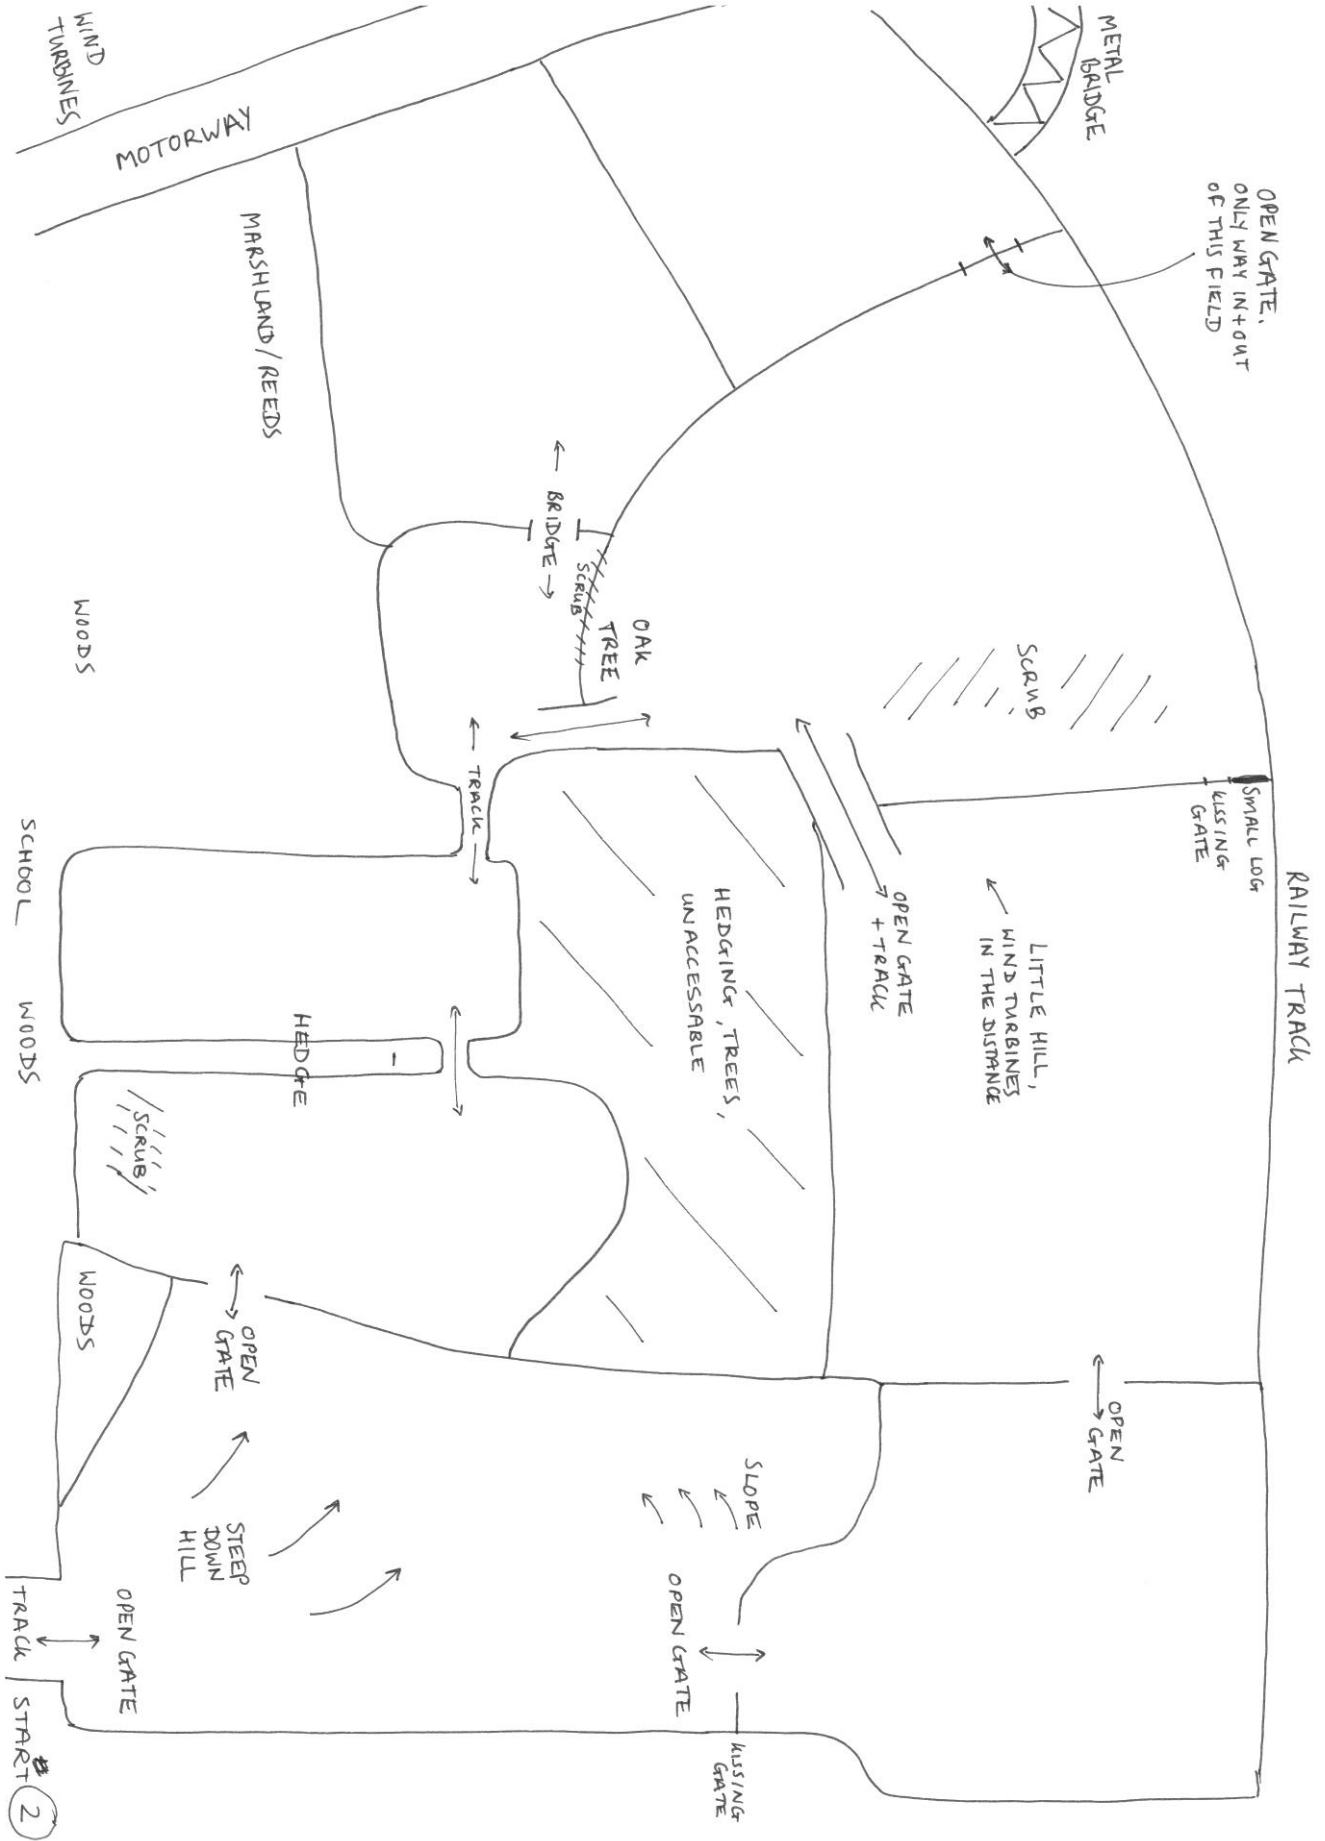 WIND
TURBINES
MOTORWAY
METAL
BRIDGE
OPEN GATE.
ONLY WAY IN + OUT
OF THIS FIELD
MARSHLAND/REEDS
← BRIDGE →
SCRUB
OAK
TREE
SCRUB
WOODS
← TRACK →
SMALL LOG
KISSING
GATE
RAILWAY TRACK
OPEN GATE
+ TRACK
LITTLE HILL,
← WIND TURBINES
IN THE DISTANCE
HEDGING, TREES,
UNACCESSABLE
SCHOOL
WOODS
HEDGE
SCRUB
WOODS
OPEN
GATE
OPEN
GATE
SLOPE
STEEP
DOWN
HILL
OPEN GATE
OPEN GATE
TRACK
KISSING
GATE
START
2